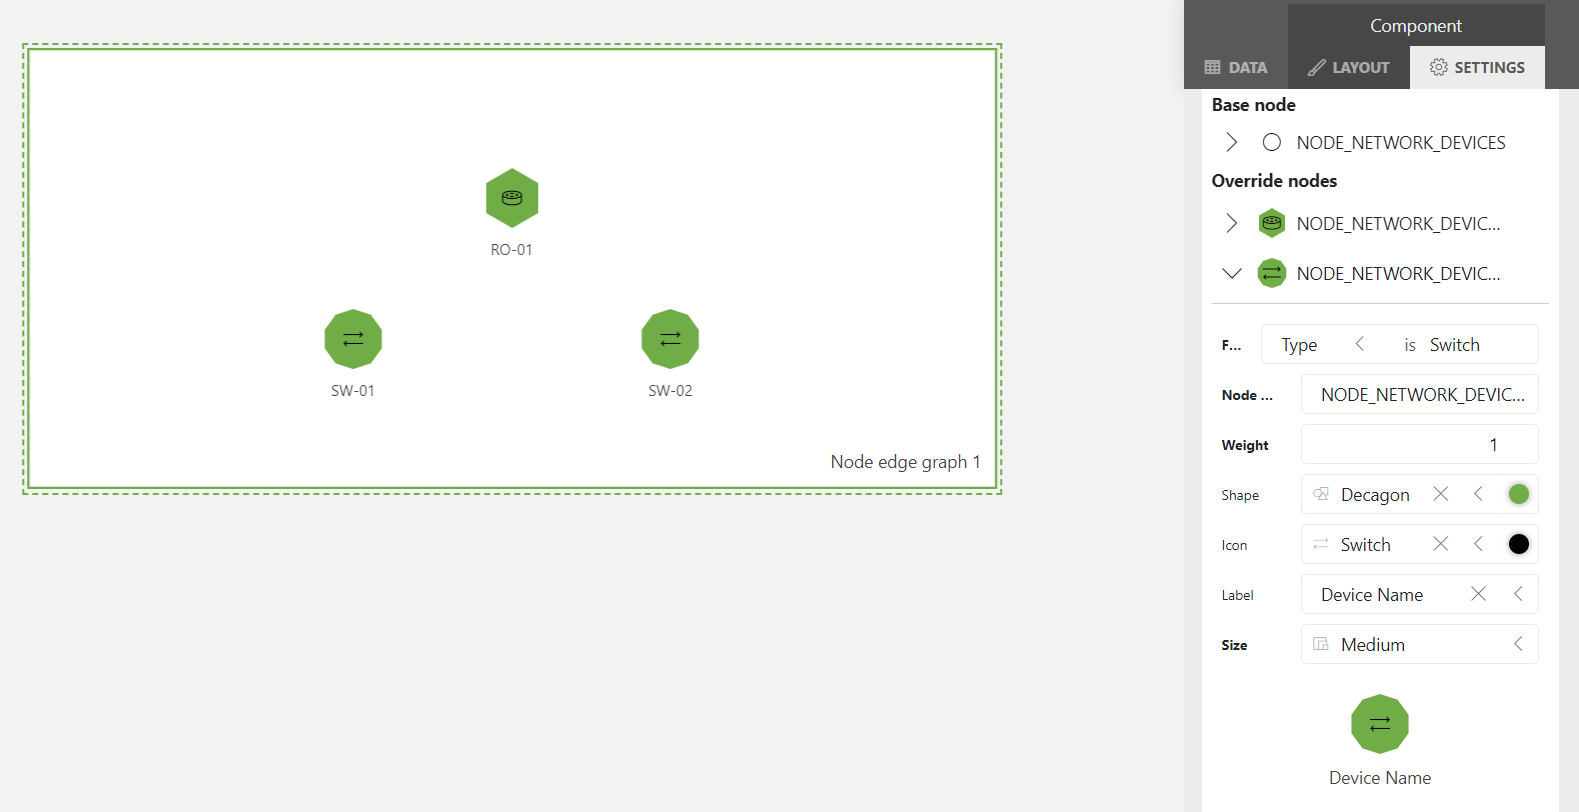 RO-01
SW-01
SW-02
Node edge graph 1
Component
DATA
LAYOUT
SETTINGS
Base node
NODE_NETWORK_DEVICES
Override nodes
NODE_NETWORK_DEVIC...
NODE_NETWORK_DEVIC...
F... Type is Switch
Node ... NODE_NETWORK_DEVIC...
Weight 1
Shape Decagon
Icon Switch
Label Device Name
Size Medium
Device Name